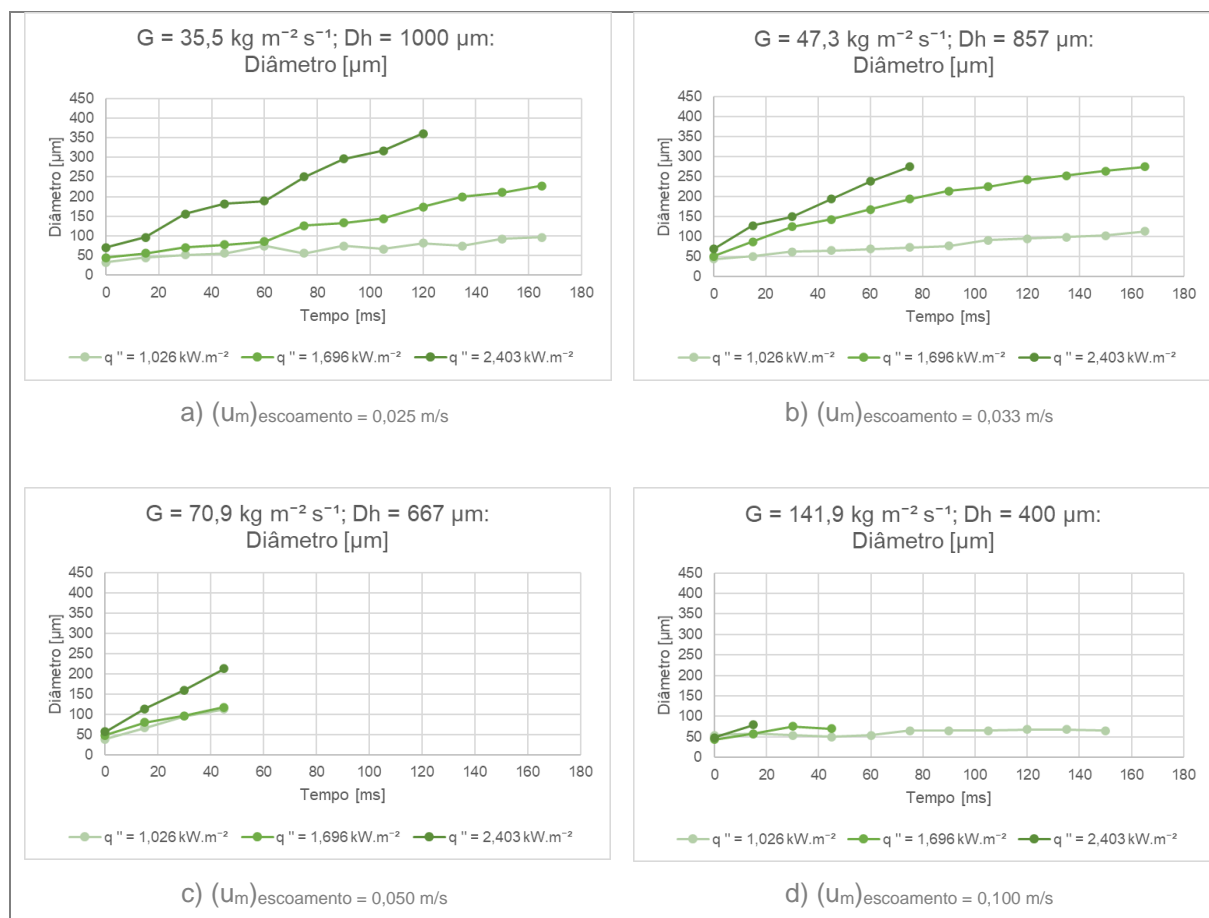 G = 35,5 kg m⁻² s⁻¹; Dh = 1000 µm:
Diâmetro [µm]
Diâmetro [µm]
450
400
350
300
250
200
150
100
50
0
0 20 40 60 80 100 120 140 160 180
Tempo [ms]
q " = 1,026 kW.m⁻² q " = 1,696 kW.m⁻² q " = 2,403 kW.m⁻²
a) (uₘ)escoamento = 0,025 m/s
G = 47,3 kg m⁻² s⁻¹; Dh = 857 µm:
Diâmetro [µm]
Diâmetro [µm]
450
400
350
300
250
200
150
100
50
0
0 20 40 60 80 100 120 140 160 180
Tempo [ms]
q " = 1,026 kW.m⁻² q " = 1,696 kW.m⁻² q " = 2,403 kW.m⁻²
b) (uₘ)escoamento = 0,033 m/s
G = 70,9 kg m⁻² s⁻¹; Dh = 667 µm:
Diâmetro [µm]
Diâmetro [µm]
450
400
350
300
250
200
150
100
50
0
0 20 40 60 80 100 120 140 160 180
Tempo [ms]
q " = 1,026 kW.m⁻² q " = 1,696 kW.m⁻² q " = 2,403 kW.m⁻²
c) (uₘ)escoamento = 0,050 m/s
G = 141,9 kg m⁻² s⁻¹; Dh = 400 µm:
Diâmetro [µm]
Diâmetro [µm]
450
400
350
300
250
200
150
100
50
0
0 20 40 60 80 100 120 140 160 180
Tempo [ms]
q " = 1,026 kW.m⁻² q " = 1,696 kW.m⁻² q " = 2,403 kW.m⁻²
d) (uₘ)escoamento = 0,100 m/s